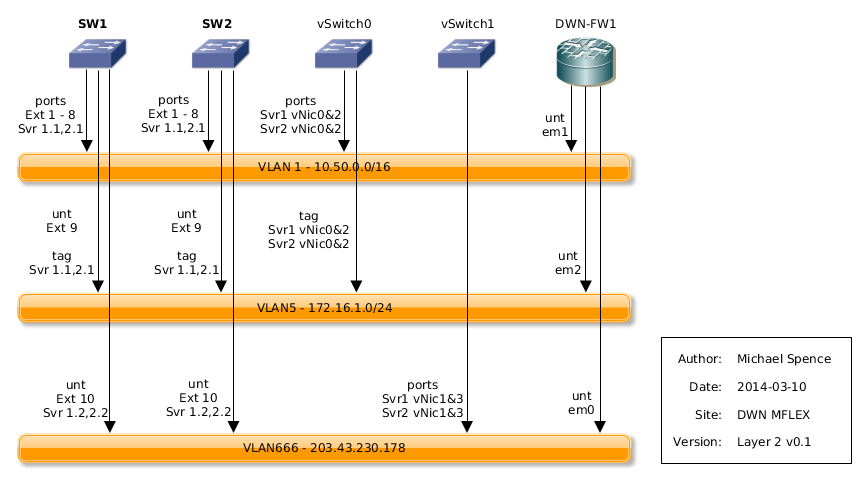 SW1
SW2
vSwitch0
vSwitch1
DWN-FW1
ports
Ext 1 - 8
Svr 1.1,2.1
ports
Ext 1 - 8
Svr 1.1,2.1
ports
Svr1 vNic0&2
Svr2 vNic0&2
unt
em1
VLAN 1 - 10.50.0.0/16
unt
Ext 9
tag
Svr 1.1,2.1
unt
Ext 9
tag
Svr 1.1,2.1
tag
Svr1 vNic0&2
Svr2 vNic0&2
unt
em2
VLAN5 - 172.16.1.0/24
unt
Ext 10
Svr 1.2,2.2
unt
Ext 10
Svr 1.2,2.2
ports
Svr1 vNic1&3
Svr2 vNic1&3
unt
em0
VLAN666 - 203.43.230.178
Author: Michael Spence
Date: 2014-03-10
Site: DWN MFLEX
Version: Layer 2 v0.1